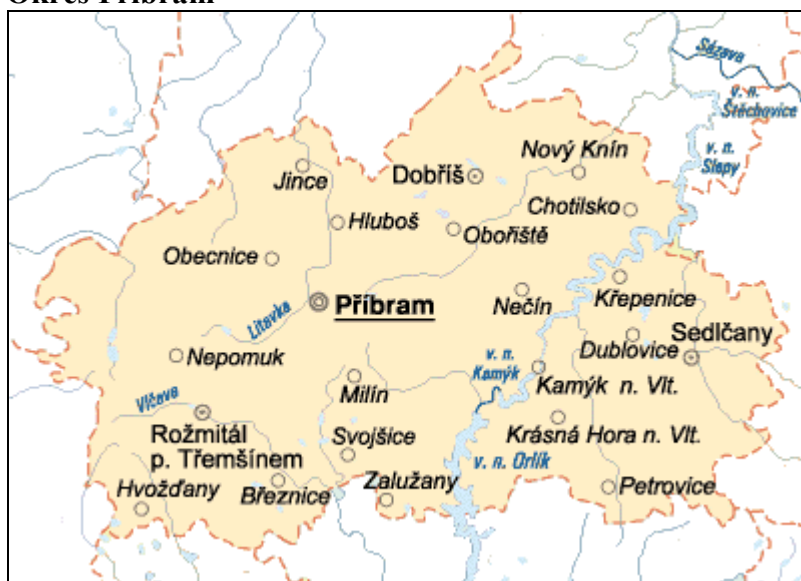 Okres Příbram
Sázava
v. n.
Štěchovice
v. n.
Slapy
Nový Knín
Dobříš
Jince
Chotilsko
Hluboš
Obořiště
Obecnice
Křepenice
Nečín
Příbram
Litavka
Sedlčany
Dublovice
Nepomuk
v. n.
Kamýk
Kamýk n. Vlt.
Milín
Vlčava
Rožmitál
p. Třemšínem
Krásná Hora n. Vlt.
Svojšice
v. n. Orlík
Březnice
Zalužany
Petrovice
Hvožďany